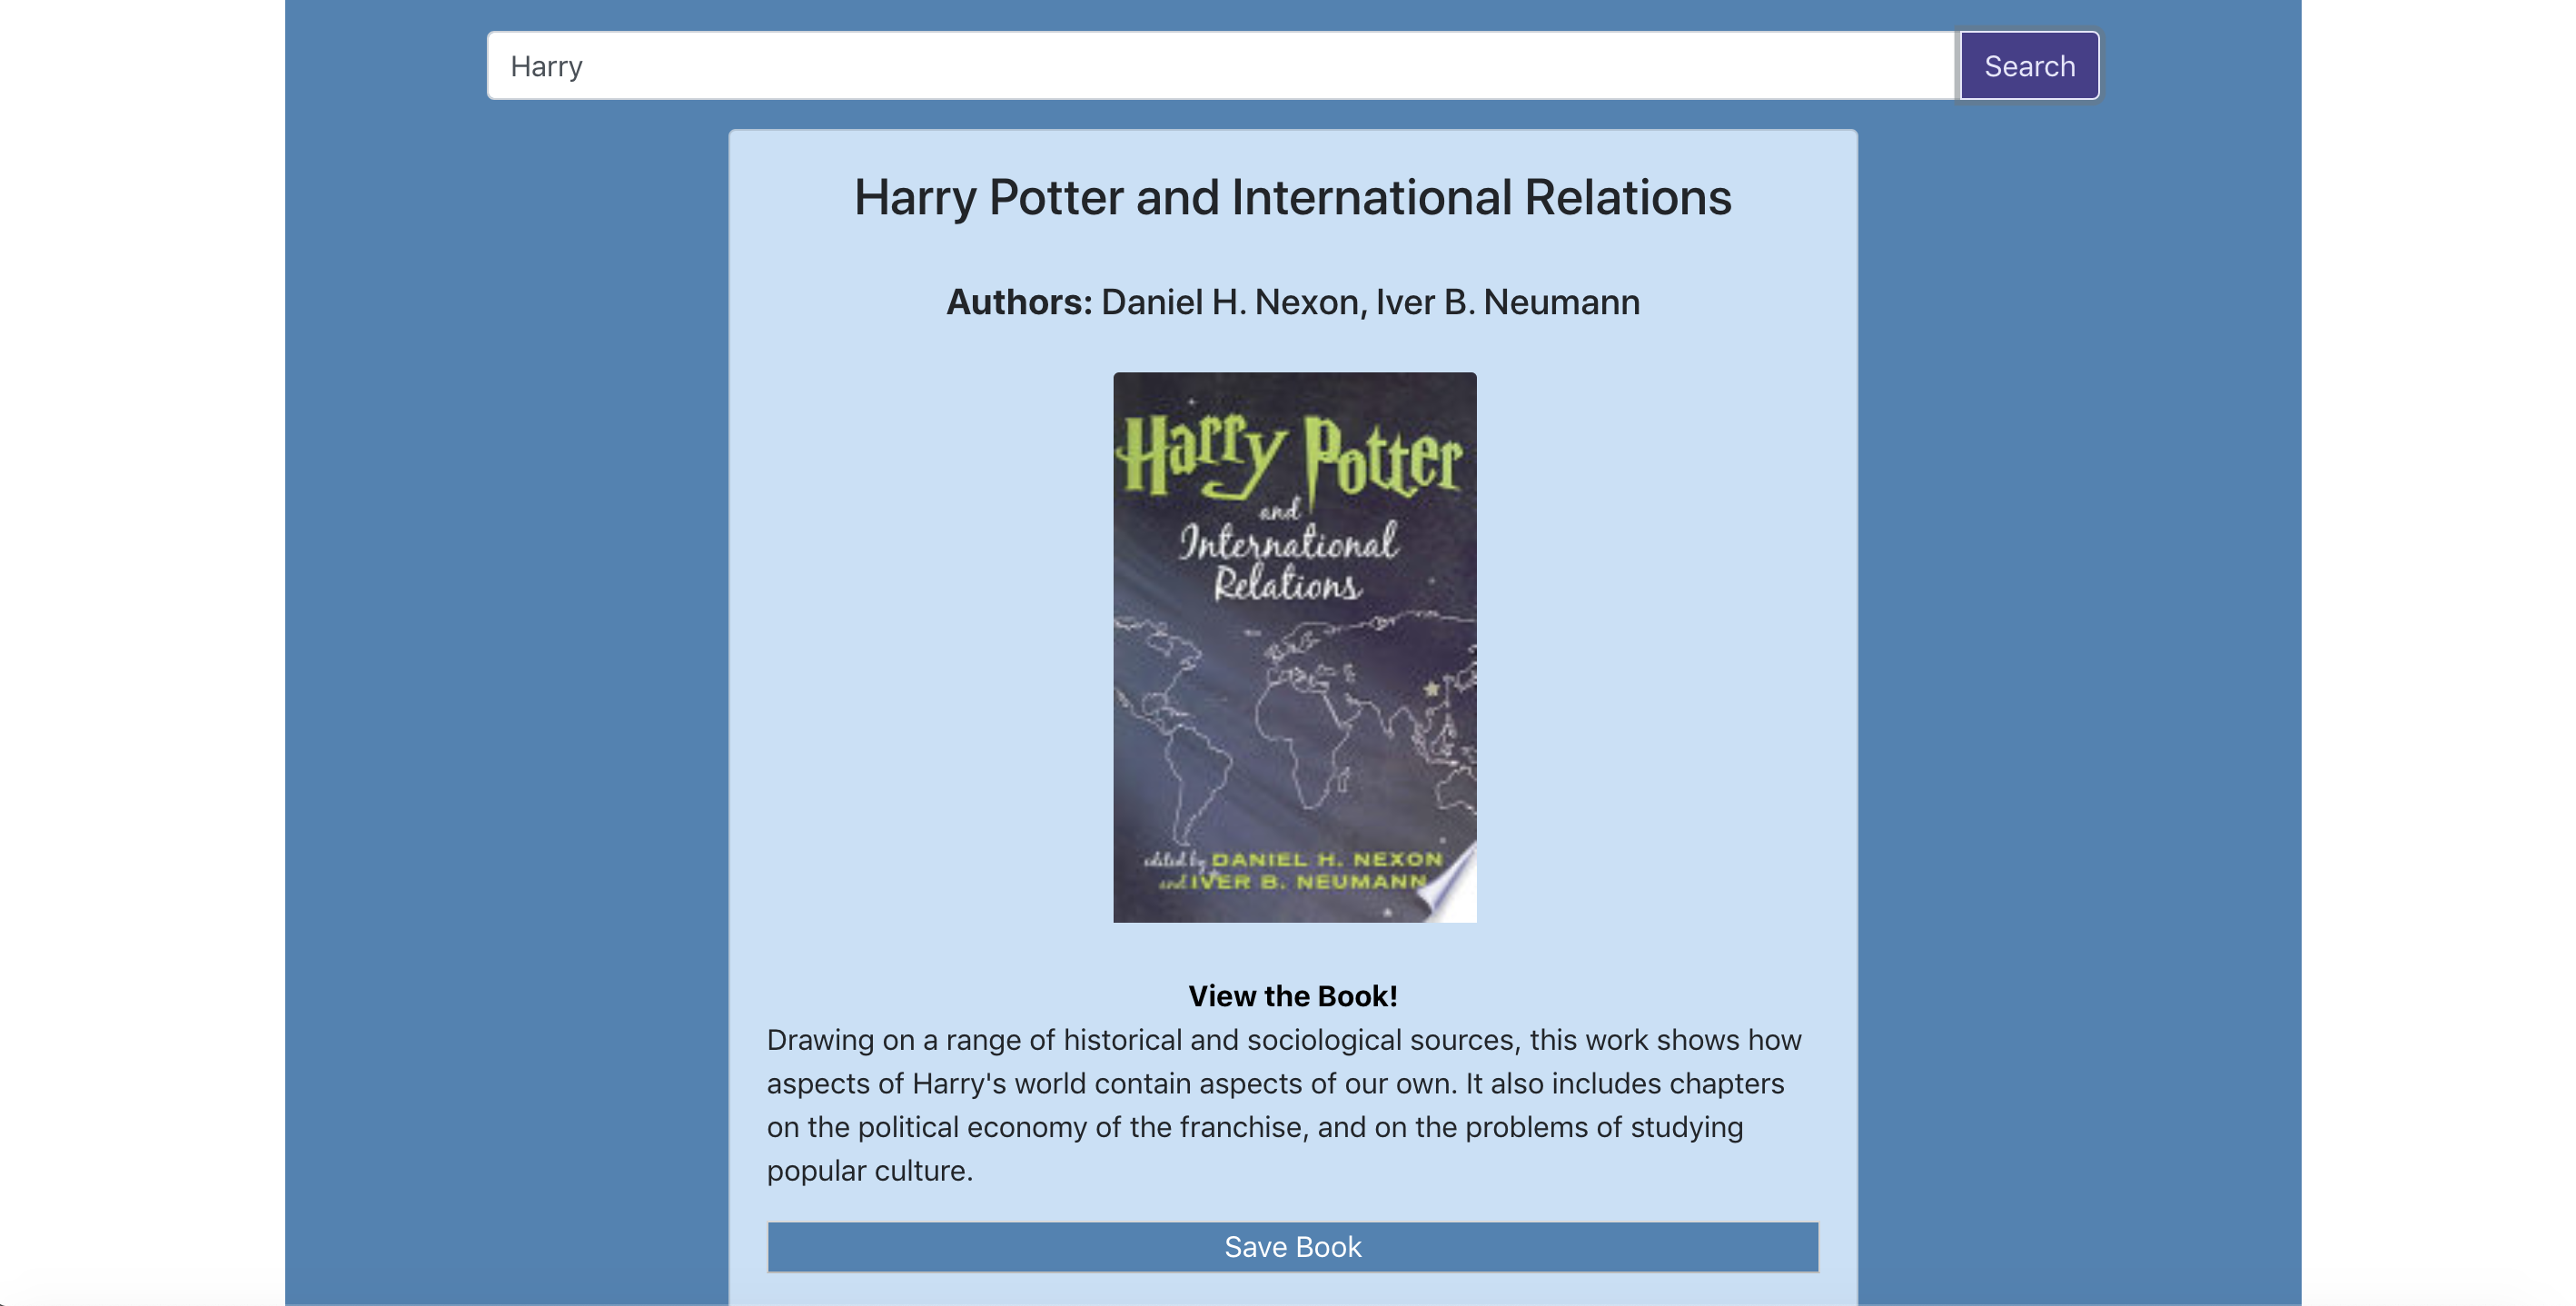 Harry
Search
Harry Potter and International Relations
Authors: Daniel H. Nexon, Iver B. Neumann
Harry Potter
and
International
Relations
edited by DANIEL H. NEXON
and IVER B. NEUMANN
View the Book!
Drawing on a range of historical and sociological sources, this work shows how
aspects of Harry's world contain aspects of our own. It also includes chapters
on the political economy of the franchise, and on the problems of studying
popular culture.
Save Book